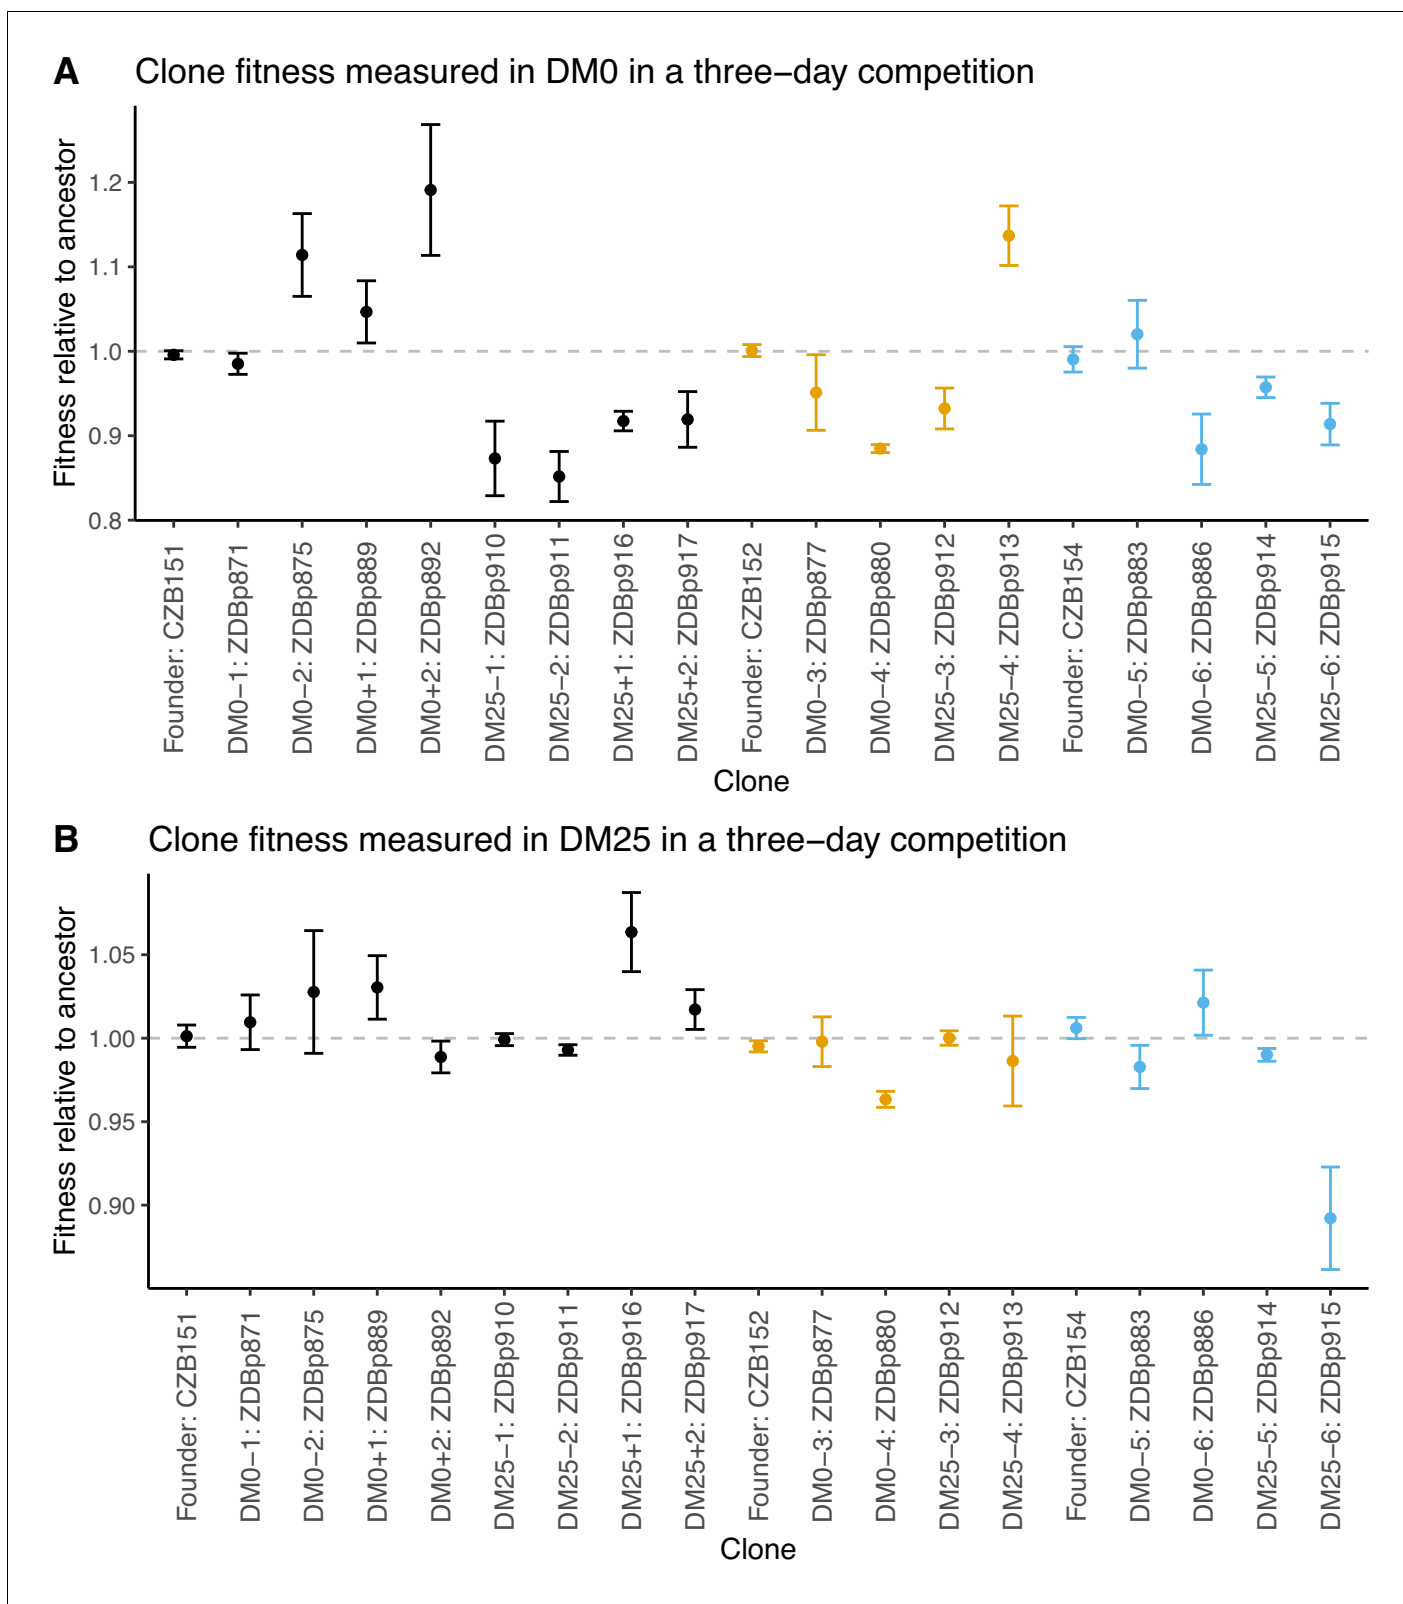 A Clone fitness measured in DM0 in a three−day competition
Fitness relative to ancestor
1.2
1.1
1.0
0.9
0.8
Founder: CZB151
DM0−1: ZDBp871
DM0−2: ZDBp875
DM0+1: ZDBp889
DM0+2: ZDBp892
DM25−1: ZDBp910
DM25−2: ZDBp911
DM25+1: ZDBp916
DM25+2: ZDBp917
Founder: CZB152
DM0−3: ZDBp877
DM0−4: ZDBp880
DM25−3: ZDBp912
DM25−4: ZDBp913
Founder: CZB154
DM0−5: ZDBp883
DM0−6: ZDBp886
DM25−5: ZDBp914
DM25−6: ZDBp915
Clone
B Clone fitness measured in DM25 in a three−day competition
Fitness relative to ancestor
1.05
1.00
0.95
0.90
Founder: CZB151
DM0−1: ZDBp871
DM0−2: ZDBp875
DM0+1: ZDBp889
DM0+2: ZDBp892
DM25−1: ZDBp910
DM25−2: ZDBp911
DM25+1: ZDBp916
DM25+2: ZDBp917
Founder: CZB152
DM0−3: ZDBp877
DM0−4: ZDBp880
DM25−3: ZDBp912
DM25−4: ZDBp913
Founder: CZB154
DM0−5: ZDBp883
DM0−6: ZDBp886
DM25−5: ZDBp914
DM25−6: ZDBp915
Clone